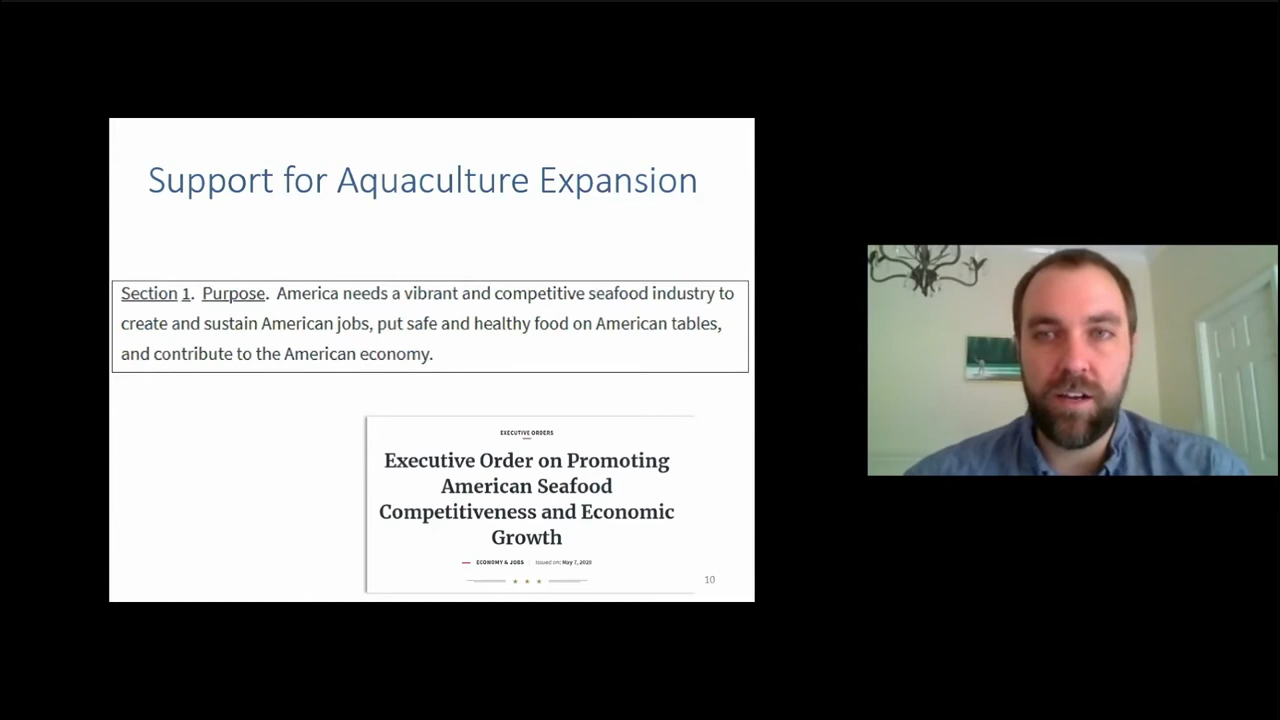 Support for Aquaculture Expansion
Section 1. Purpose. America needs a vibrant and competitive seafood industry to
create and sustain American jobs, put safe and healthy food on American tables,
and contribute to the American economy.
EXECUTIVE ORDERS
Executive Order on Promoting
American Seafood
Competitiveness and Economic
Growth
ECONOMY & JOBS Issued on: May 7, 2020
10